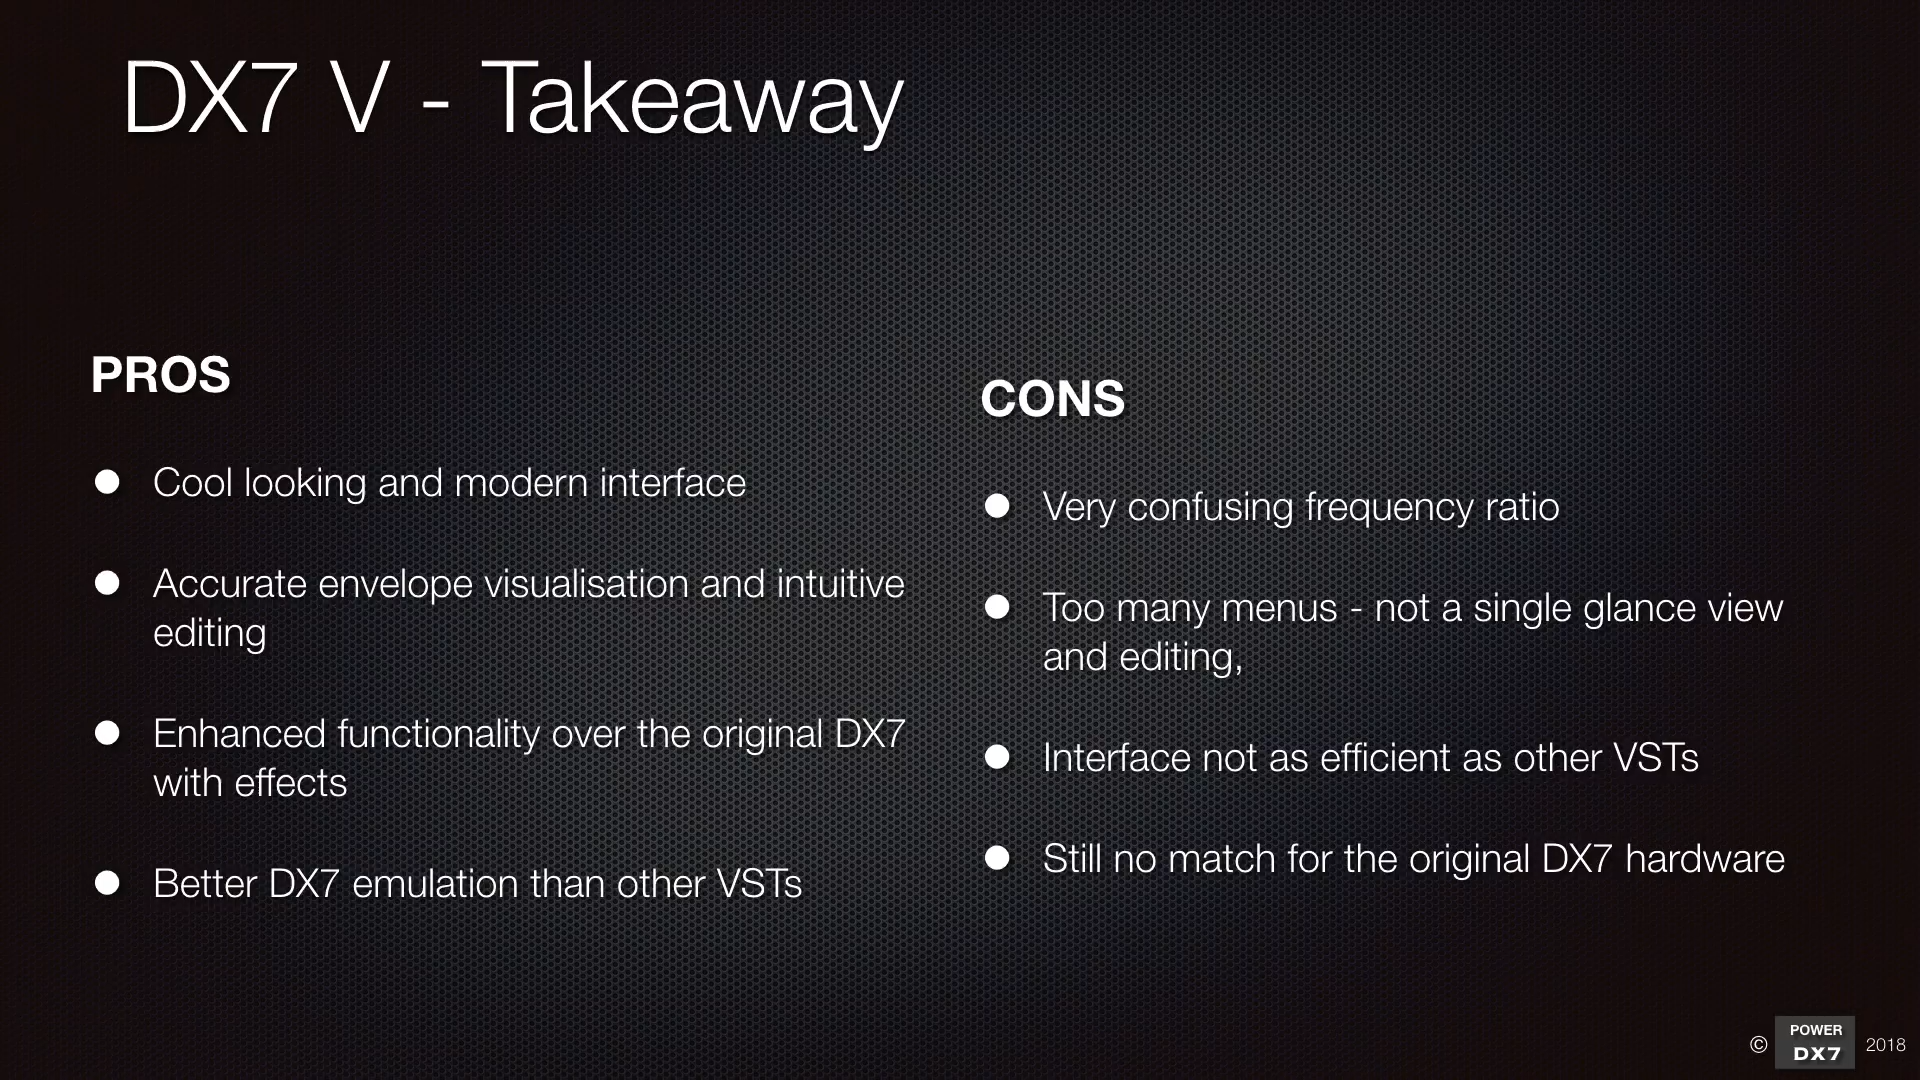 DX7 V - Takeaway
PROS
● Cool looking and modern interface
● Accurate envelope visualisation and intuitive
editing
● Enhanced functionality over the original DX7
with effects
● Better DX7 emulation than other VSTs
CONS
● Very confusing frequency ratio
● Too many menus - not a single glance view
and editing,
● Interface not as efficient as other VSTs
● Still no match for the original DX7 hardware
© POWER DX7 2018